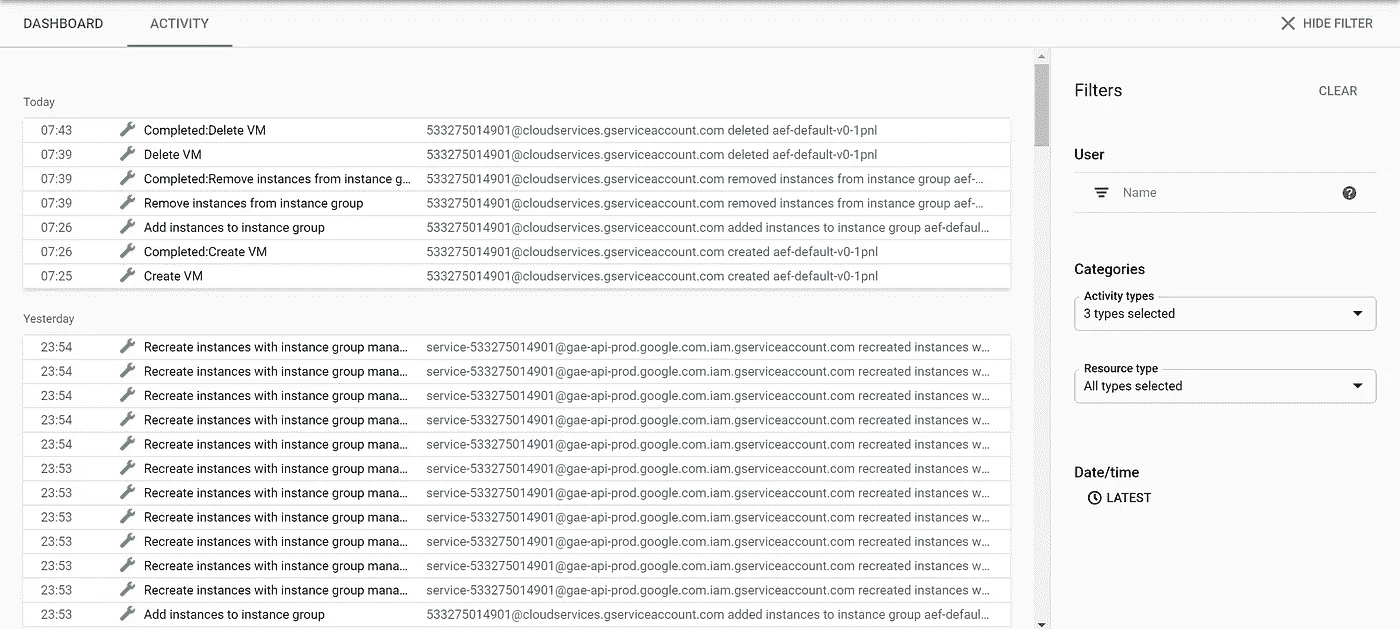 DASHBOARD ACTIVITY HIDE FILTER
Today
07:43 Completed:Delete VM 533275014901@cloudservices.gserviceaccount.com deleted aef-default-v0-1pnl
07:39 Delete VM 533275014901@cloudservices.gserviceaccount.com deleted aef-default-v0-1pnl
07:39 Completed:Remove instances from instance g... 533275014901@cloudservices.gserviceaccount.com removed instances from instance group aef-...
07:39 Remove instances from instance group 533275014901@cloudservices.gserviceaccount.com removed instances from instance group aef-...
07:26 Add instances to instance group 533275014901@cloudservices.gserviceaccount.com added instances to instance group aef-defaul...
07:26 Completed:Create VM 533275014901@cloudservices.gserviceaccount.com created aef-default-v0-1pnl
07:25 Create VM 533275014901@cloudservices.gserviceaccount.com created aef-default-v0-1pnl
Yesterday
23:54 Recreate instances with instance group mana... service-533275014901@gae-api-prod.google.com.iam.gserviceaccount.com recreated instances w...
23:54 Recreate instances with instance group mana... service-533275014901@gae-api-prod.google.com.iam.gserviceaccount.com recreated instances w...
23:54 Recreate instances with instance group mana... service-533275014901@gae-api-prod.google.com.iam.gserviceaccount.com recreated instances w...
23:54 Recreate instances with instance group mana... service-533275014901@gae-api-prod.google.com.iam.gserviceaccount.com recreated instances w...
23:54 Recreate instances with instance group mana... service-533275014901@gae-api-prod.google.com.iam.gserviceaccount.com recreated instances w...
23:53 Recreate instances with instance group mana... service-533275014901@gae-api-prod.google.com.iam.gserviceaccount.com recreated instances w...
23:53 Recreate instances with instance group mana... service-533275014901@gae-api-prod.google.com.iam.gserviceaccount.com recreated instances w...
23:53 Recreate instances with instance group mana... service-533275014901@gae-api-prod.google.com.iam.gserviceaccount.com recreated instances w...
23:53 Recreate instances with instance group mana... service-533275014901@gae-api-prod.google.com.iam.gserviceaccount.com recreated instances w...
23:53 Recreate instances with instance group mana... service-533275014901@gae-api-prod.google.com.iam.gserviceaccount.com recreated instances w...
23:53 Recreate instances with instance group mana... service-533275014901@gae-api-prod.google.com.iam.gserviceaccount.com recreated instances w...
23:53 Add instances to instance group 533275014901@cloudservices.gserviceaccount.com added instances to instance group aef-defaul...
Filters CLEAR
User
Name
Categories
Activity types
3 types selected
Resource type
All types selected
Date/time
LATEST